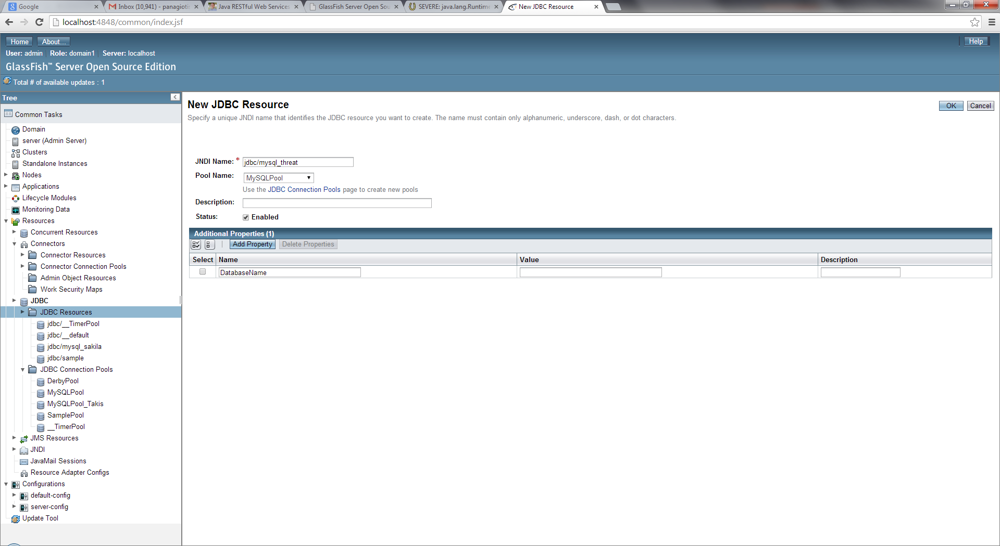 Google
Inbox (10,941) - panagiotis
Java RESTful Web Services
GlassFish Server Open Sou
SEVERE: java.lang.Runtime
New JDBC Resource
localhost:4848/common/index.jsf
Home
About...
Help
User: admin
Role: domain1
Server: localhost
GlassFish™ Server Open Source Edition
Total # of available updates : 1
Tree
Common Tasks
Domain
server (Admin Server)
Clusters
Standalone Instances
Nodes
Applications
Lifecycle Modules
Monitoring Data
Resources
Concurrent Resources
Connectors
Connector Resources
Connector Connection Pools
Admin Object Resources
Work Security Maps
JDBC
JDBC Resources
jdbc/__TimerPool
jdbc/__default
jdbc/mysql_sakila
jdbc/sample
JDBC Connection Pools
DerbyPool
MySQLPool
MySQLPool_Takis
SamplePool
__TimerPool
JMS Resources
JNDI
JavaMail Sessions
Resource Adapter Configs
Configurations
default-config
server-config
Update Tool
New JDBC Resource
OK
Cancel
Specify a unique JNDI name that identifies the JDBC resource you want to create. The name must contain only alphanumeric, underscore, dash, or dot characters.
JNDI Name: * jdbc/mysql_threat
Pool Name: MySQLPool
Use the JDBC Connection Pools page to create new pools
Description:
Status: Enabled
Additional Properties (1)
Add Property
Delete Properties
Select Name Value Description
DatabaseName